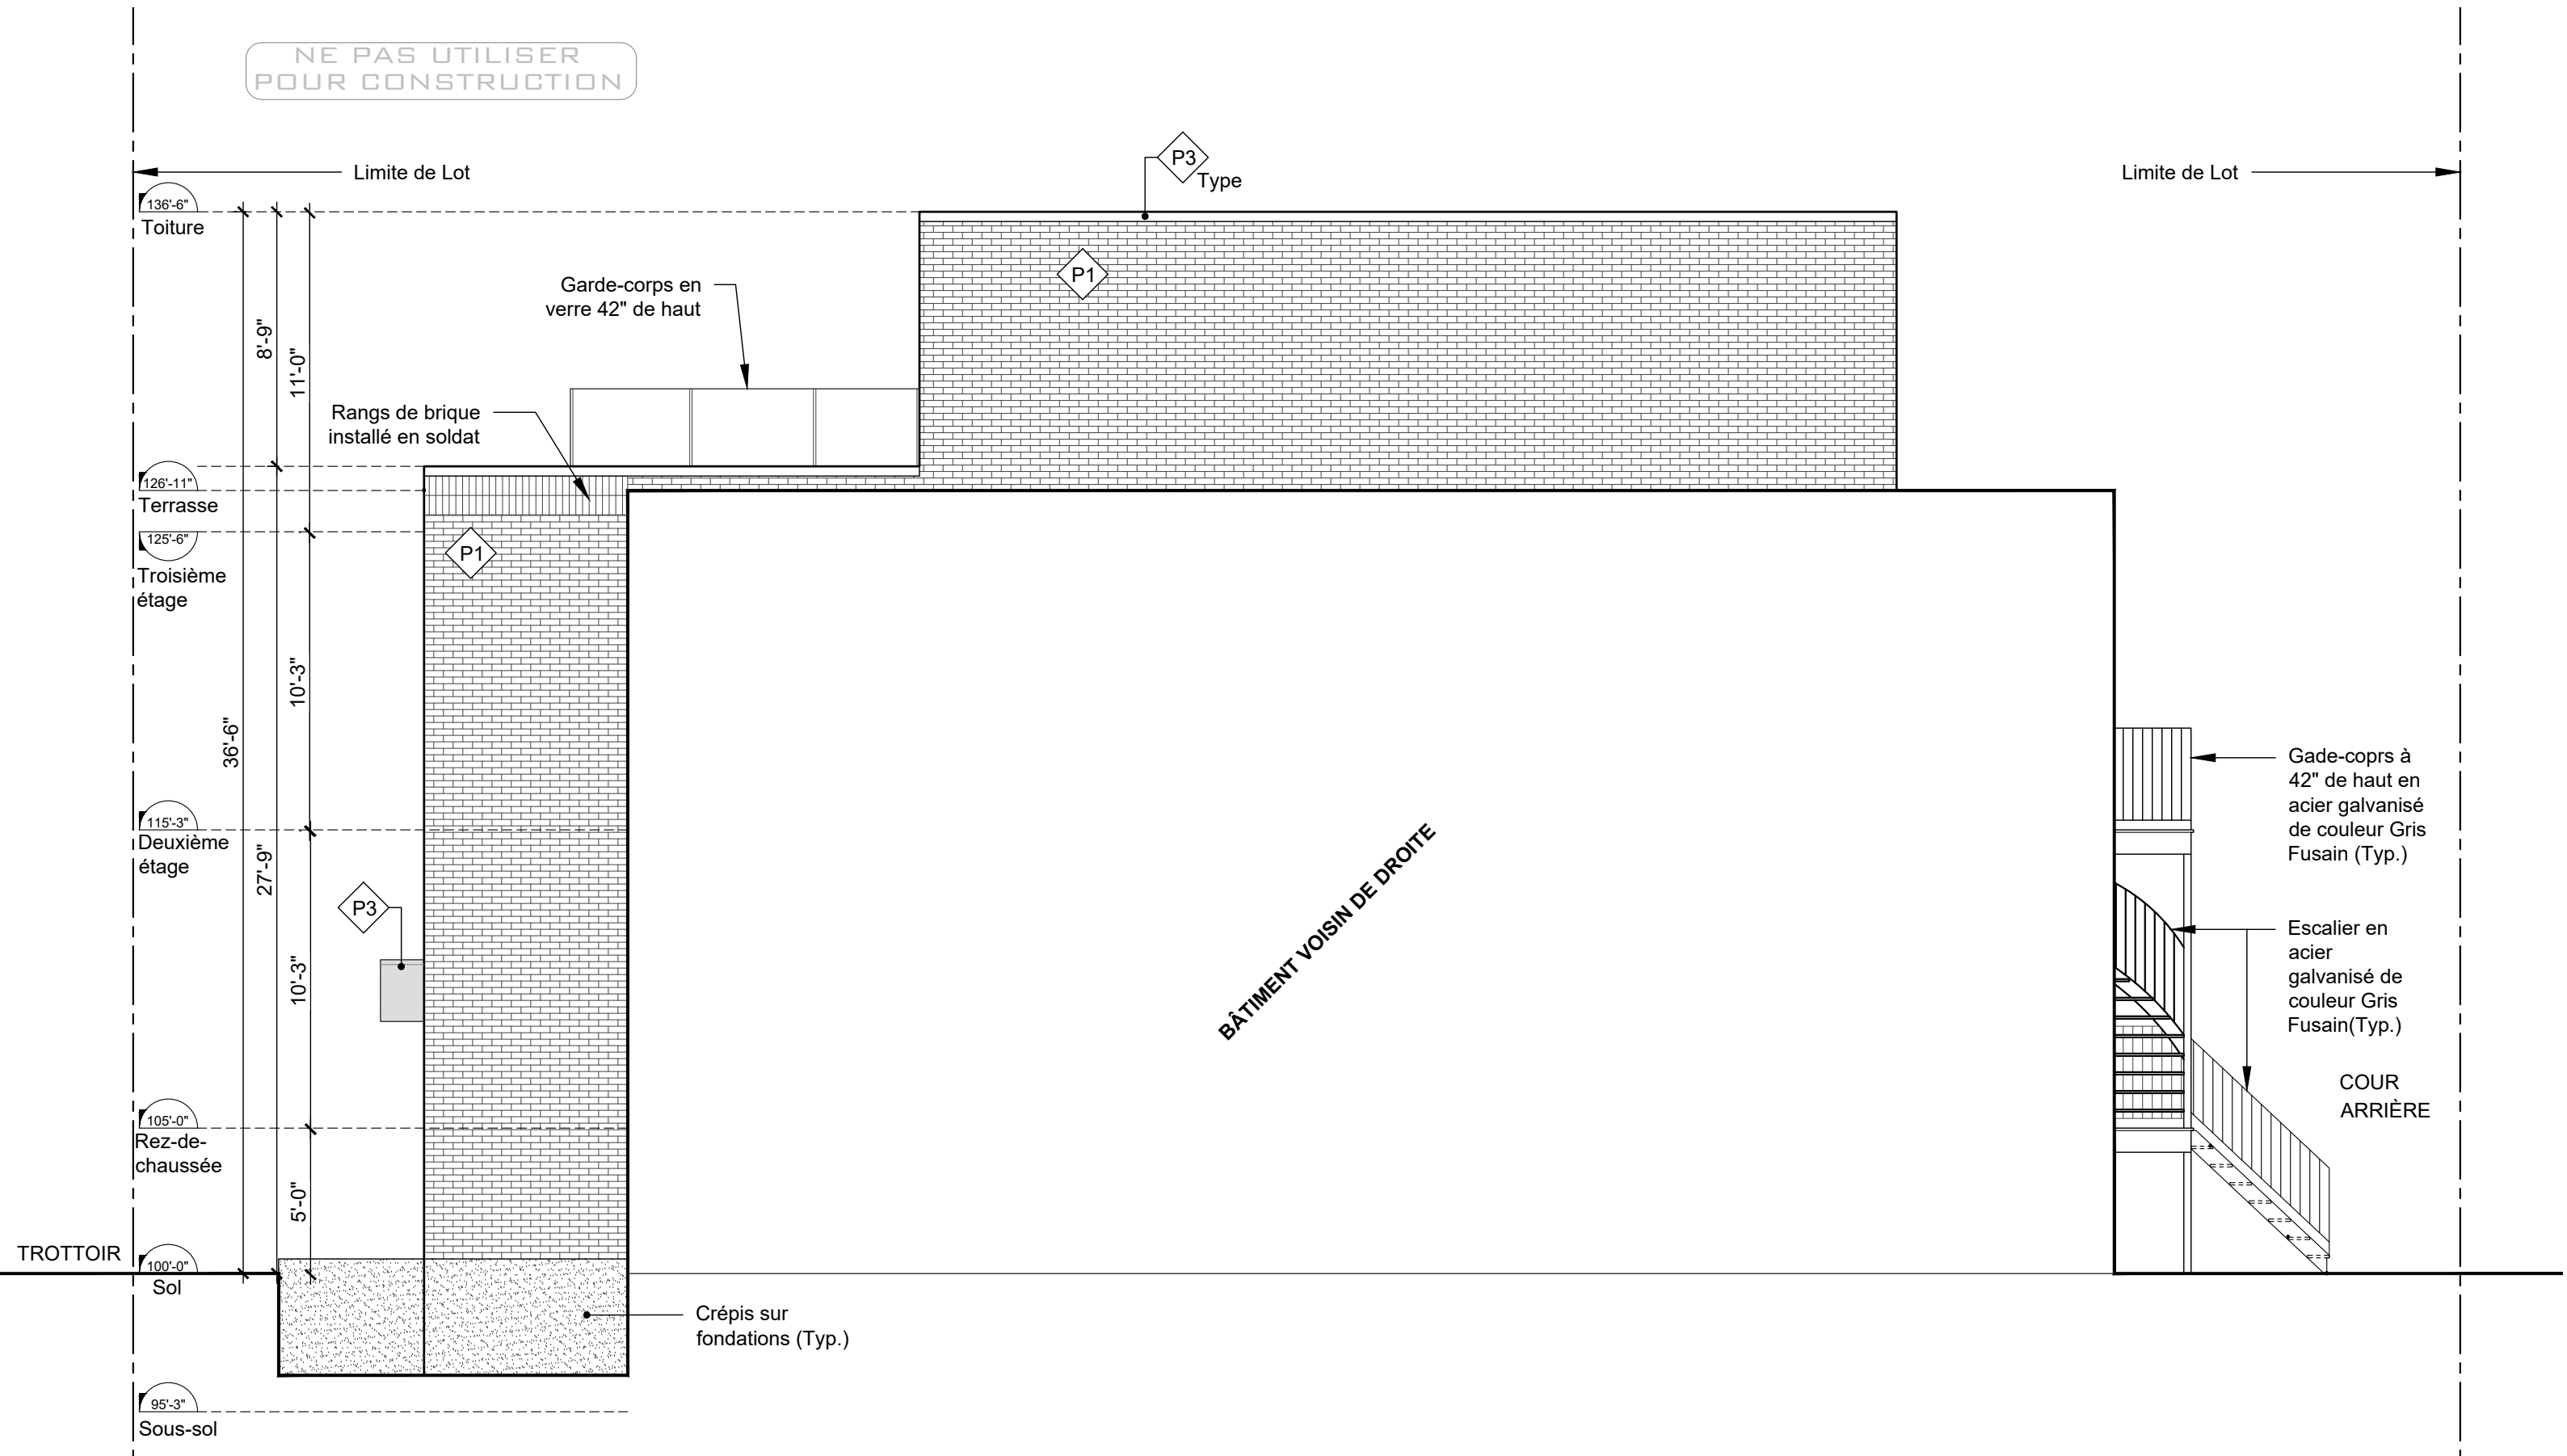 NE PAS UTILISER
POUR CONSTRUCTION
Limite de Lot
Limite de Lot
P3
Type
136'-6"
Toiture
P1
Garde-corps en
verre 42" de haut
8'-9"
11'-0"
Rangs de brique
installé en soldat
126'-11"
Terrasse
125'-6"
Troisième
étage
P1
10'-3"
36'-6"
Gade-coprs à
42" de haut en
acier galvanisé
de couleur Gris
Fusain (Typ.)
115'-3"
Deuxième
étage
27'-9"
BÂTIMENT VOISIN DE DROITE
P3
10'-3"
Escalier en
acier
galvanisé de
couleur Gris
Fusain(Typ.)
COUR
ARRIÈRE
105'-0"
Rez-de-
chaussée
5'-0"
TROTTOIR
100'-0"
Sol
Crépis sur
fondations (Typ.)
95'-3"
Sous-sol